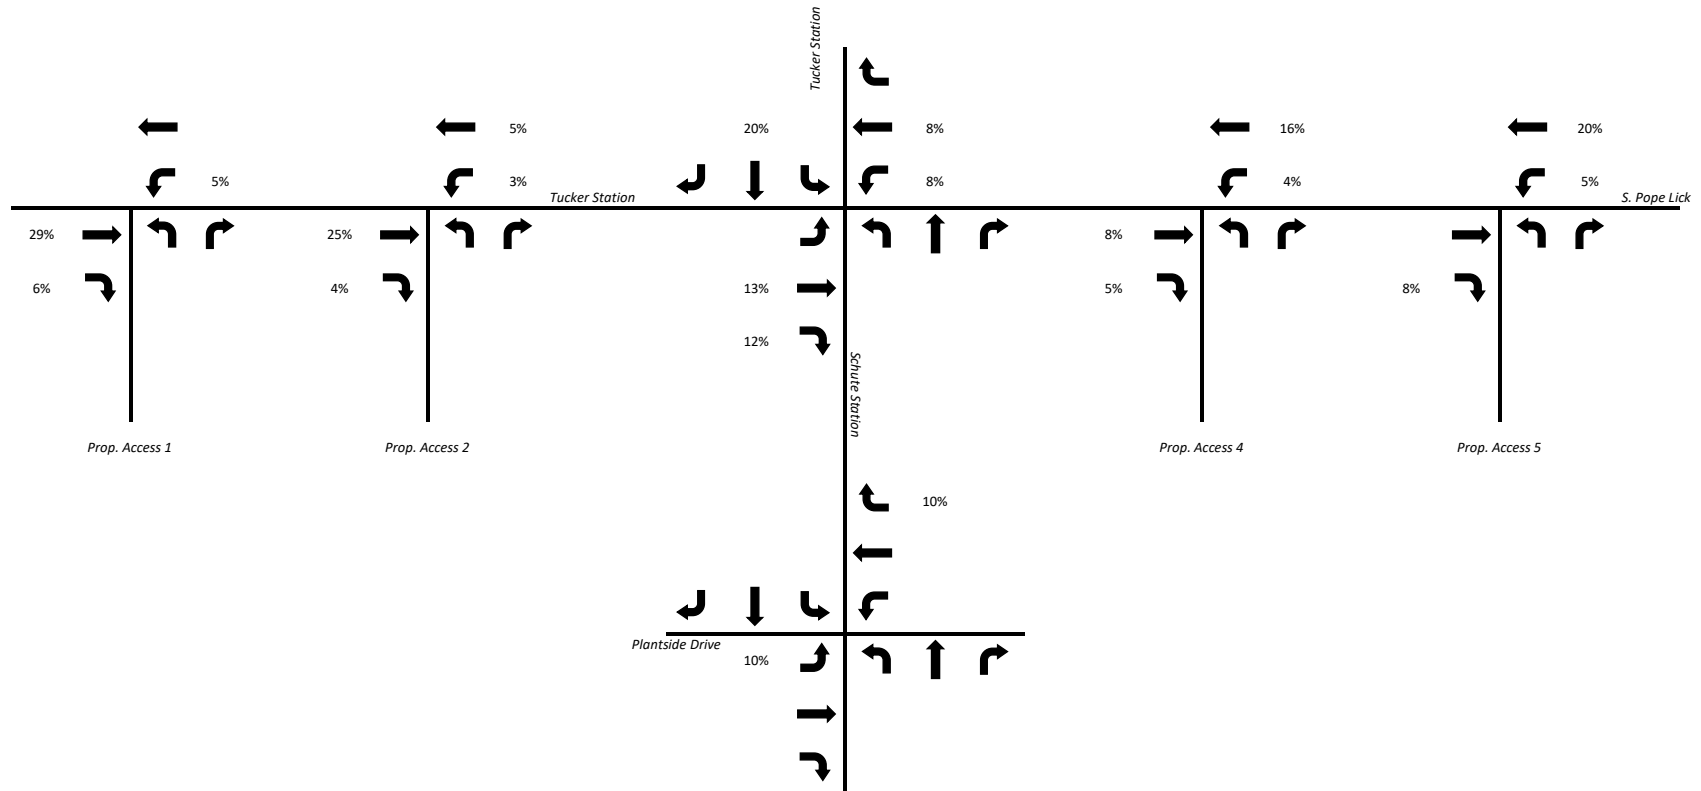 Tucker Station
5%
20%
8%
16%
20%
5%
3%
8%
4%
5%
Tucker Station
S. Pope Lick
29%
25%
8%
6%
4%
13%
5%
8%
12%
Schute Station
Prop. Access 1
Prop. Access 2
Prop. Access 4
Prop. Access 5
10%
Plantside Drive
10%